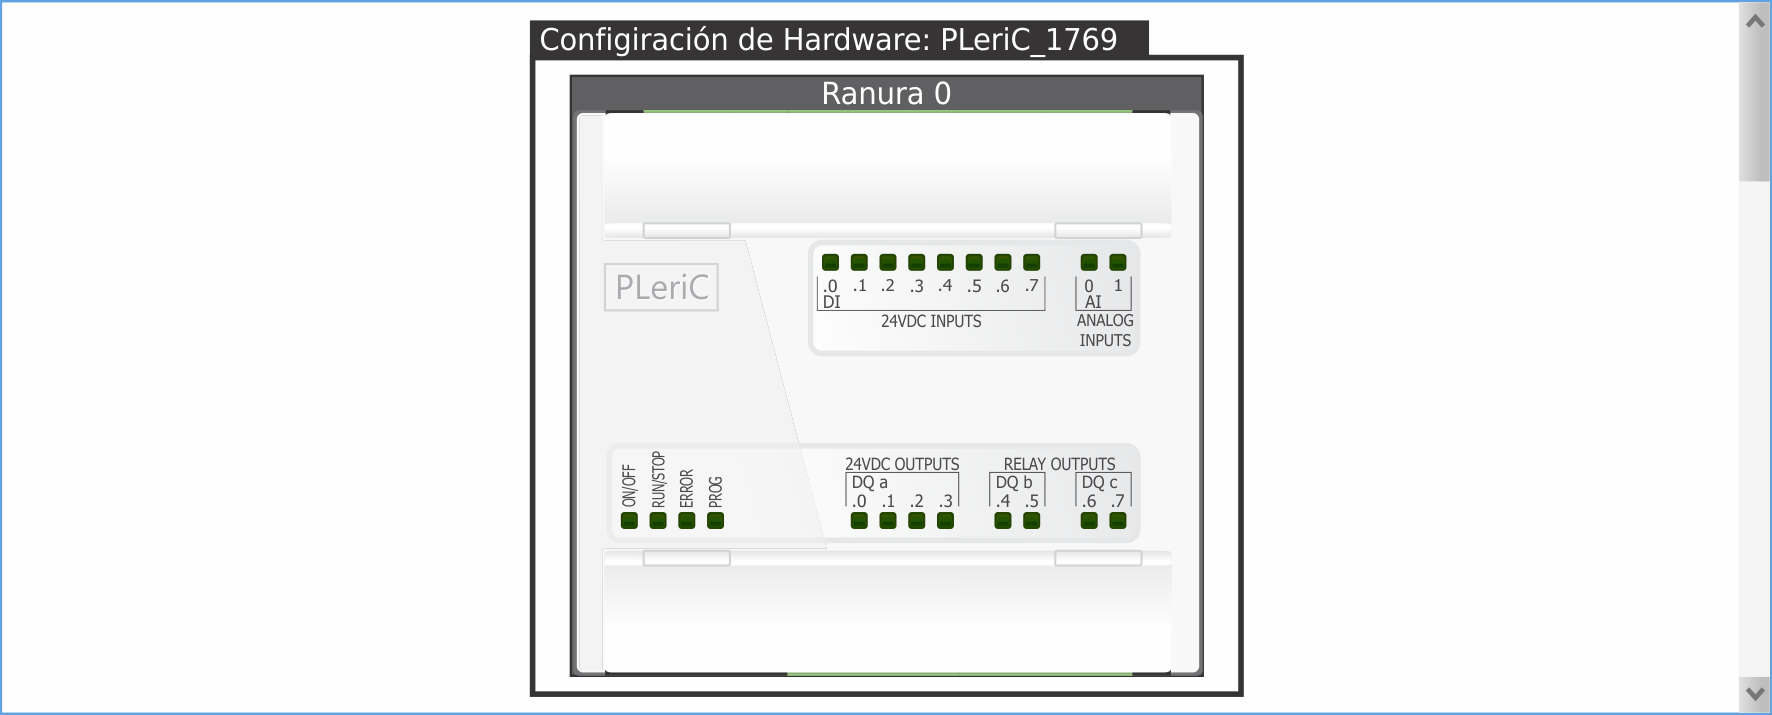 Configiración de Hardware: PLeriC_1769
Ranura 0
PLeriC
.0 .1 .2 .3 .4 .5 .6 .7
DI
24VDC INPUTS
0 1
AI
ANALOG
INPUTS
ON/OFF
RUN/STOP
ERROR
PROG
24VDC OUTPUTS
DQ a
.0 .1 .2 .3
RELAY OUTPUTS
DQ b
.4 .5
DQ c
.6 .7